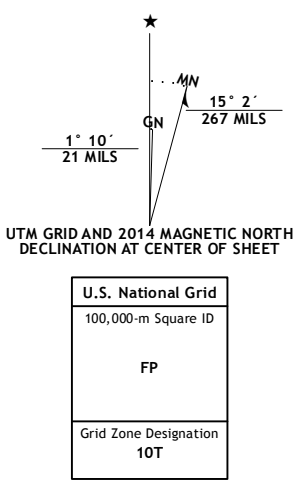 ★
MN
15° 2´
267 MILS
GN
1° 10´
21 MILS
UTM GRID AND 2014 MAGNETIC NORTH
DECLINATION AT CENTER OF SHEET
U.S. National Grid
100,000-m Square ID
FP
Grid Zone Designation
10T